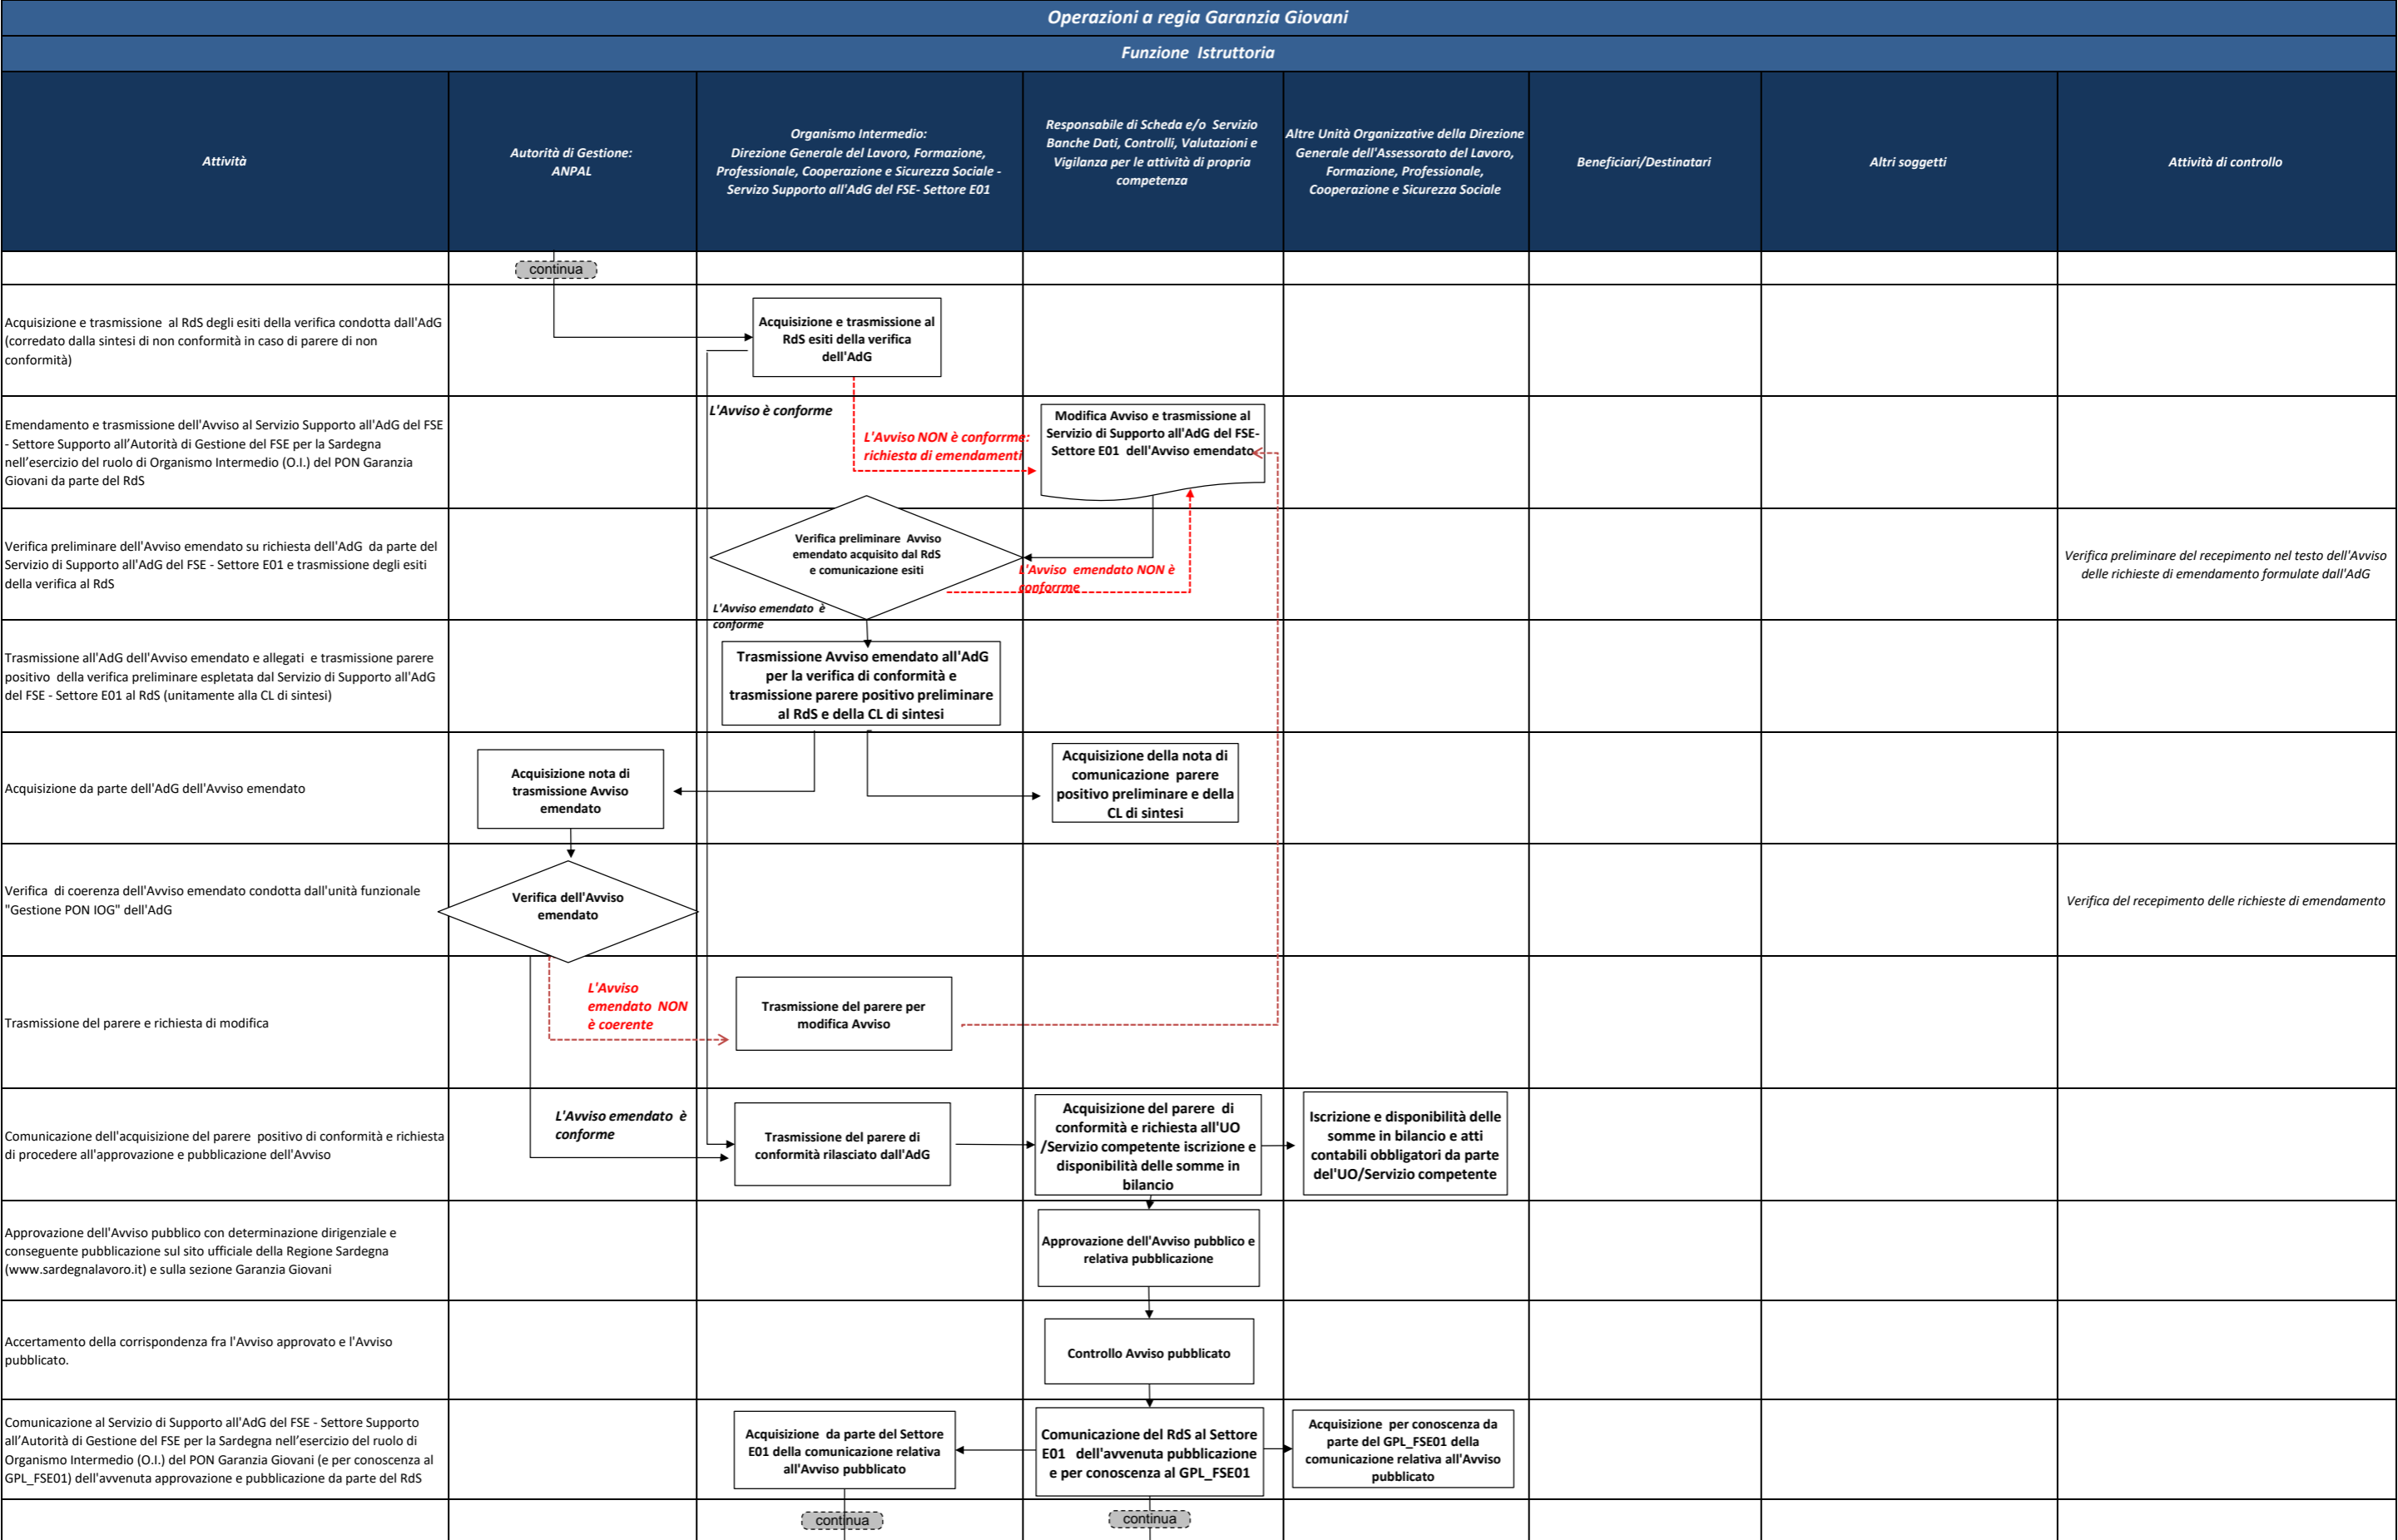 Operazioni a regia Garanzia Giovani
Funzione Istruttoria
Attività
Autorità di Gestione:
ANPAL
Organismo Intermedio:
Direzione Generale del Lavoro, Formazione,
Professionale, Cooperazione e Sicurezza Sociale -
Servizo Supporto all'AdG del FSE- Settore E01
Responsabile di Scheda e/o Servizio
Banche Dati, Controlli, Valutazioni e
Vigilanza per le attività di propria
competenza
Altre Unità Organizzative della Direzione
Generale dell'Assessorato del Lavoro,
Formazione, Professionale,
Cooperazione e Sicurezza Sociale
Beneficiari/Destinatari
Altri soggetti
Attività di controllo
continua
Acquisizione e trasmissione al RdS degli esiti della verifica condotta dall'AdG
(corredato dalla sintesi di non conformità in caso di parere di non
conformità)
Acquisizione e trasmissione al
RdS esiti della verifica
dell'AdG
Emendamento e trasmissione dell'Avviso al Servizio Supporto all'AdG del FSE
- Settore Supporto all’Autorità di Gestione del FSE per la Sardegna
nell’esercizio del ruolo di Organismo Intermedio (O.I.) del PON Garanzia
Giovani da parte del RdS
L'Avviso è conforme
L'Avviso NON è conforrme:
richiesta di emendamenti
Modifica Avviso e trasmissione al
Servizio di Supporto all'AdG del FSE-
Settore E01 dell'Avviso emendato
Verifica preliminare dell'Avviso emendato su richiesta dell'AdG da parte del
Servizio di Supporto all'AdG del FSE - Settore E01 e trasmissione degli esiti
della verifica al RdS
Verifica preliminare Avviso
emendato acquisito dal RdS
e comunicazione esiti
L'Avviso emendato NON è
conforrme
L'Avviso emendato è
conforme
Verifica preliminare del recepimento nel testo dell'Avviso
delle richieste di emendamento formulate dall'AdG
Trasmissione all'AdG dell'Avviso emendato e allegati e trasmissione parere
positivo della verifica preliminare espletata dal Servizio di Supporto all'AdG
del FSE - Settore E01 al RdS (unitamente alla CL di sintesi)
Trasmissione Avviso emendato all'AdG
per la verifica di conformità e
trasmissione parere positivo preliminare
al RdS e della CL di sintesi
Acquisizione da parte dell'AdG dell'Avviso emendato
Acquisizione nota di
trasmissione Avviso
emendato
Acquisizione della nota di
comunicazione parere
positivo preliminare e della
CL di sintesi
Verifica di coerenza dell'Avviso emendato condotta dall'unità funzionale
"Gestione PON IOG" dell'AdG
Verifica dell'Avviso
emendato
Verifica del recepimento delle richieste di emendamento
Trasmissione del parere e richiesta di modifica
L'Avviso
emendato NON
è coerente
Trasmissione del parere per
modifica Avviso
Comunicazione dell'acquisizione del parere positivo di conformità e richiesta
di procedere all'approvazione e pubblicazione dell'Avviso
L'Avviso emendato è
conforme
Trasmissione del parere di
conformità rilasciato dall'AdG
Acquisizione del parere di
conformità e richiesta all'UO
/Servizio competente iscrizione e
disponibilità delle somme in
bilancio
Iscrizione e disponibilità delle
somme in bilancio e atti
contabili obbligatori da parte
del'UO/Servizio competente
Approvazione dell'Avviso pubblico con determinazione dirigenziale e
conseguente pubblicazione sul sito ufficiale della Regione Sardegna
(www.sardegnalavoro.it) e sulla sezione Garanzia Giovani
Approvazione dell'Avviso pubblico e
relativa pubblicazione
Accertamento della corrispondenza fra l'Avviso approvato e l'Avviso
pubblicato.
Controllo Avviso pubblicato
Comunicazione al Servizio di Supporto all'AdG del FSE - Settore Supporto
all’Autorità di Gestione del FSE per la Sardegna nell’esercizio del ruolo di
Organismo Intermedio (O.I.) del PON Garanzia Giovani (e per conoscenza al
GPL_FSE01) dell'avvenuta approvazione e pubblicazione da parte del RdS
Acquisizione da parte del Settore
E01 della comunicazione relativa
all'Avviso pubblicato
Comunicazione del RdS al Settore
E01 dell'avvenuta pubblicazione
e per conoscenza al GPL_FSE01
Acquisizione per conoscenza da
parte del GPL_FSE01 della
comunicazione relativa all'Avviso
pubblicato
continua
continua